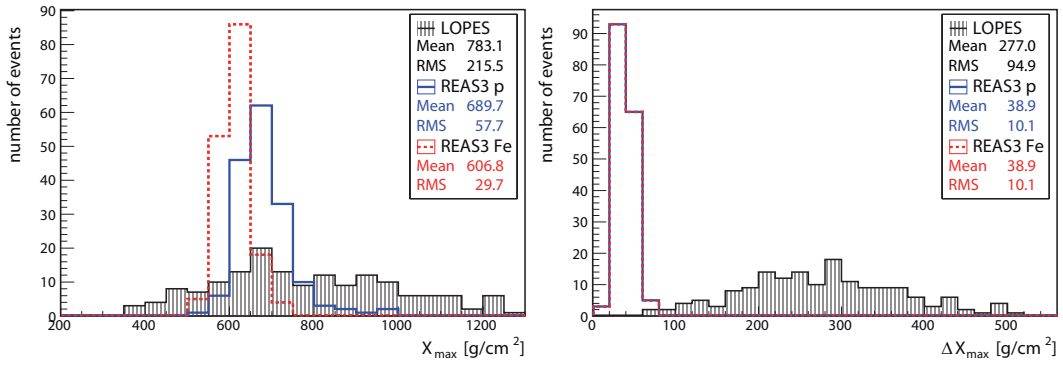 number of events
90
80
70
60
50
40
30
20
10
0
200
400
600
800
1000
1200
X max [g/cm 2]
LOPES
Mean 783.1
RMS 215.5
REAS3 p
Mean 689.7
RMS 57.7
REAS3 Fe
Mean 606.8
RMS 29.7
number of events
90
80
70
60
50
40
30
20
10
0
0
100
200
300
400
500
Δ X max [g/cm 2]
LOPES
Mean 277.0
RMS 94.9
REAS3 p
Mean 38.9
RMS 10.1
REAS3 Fe
Mean 38.9
RMS 10.1